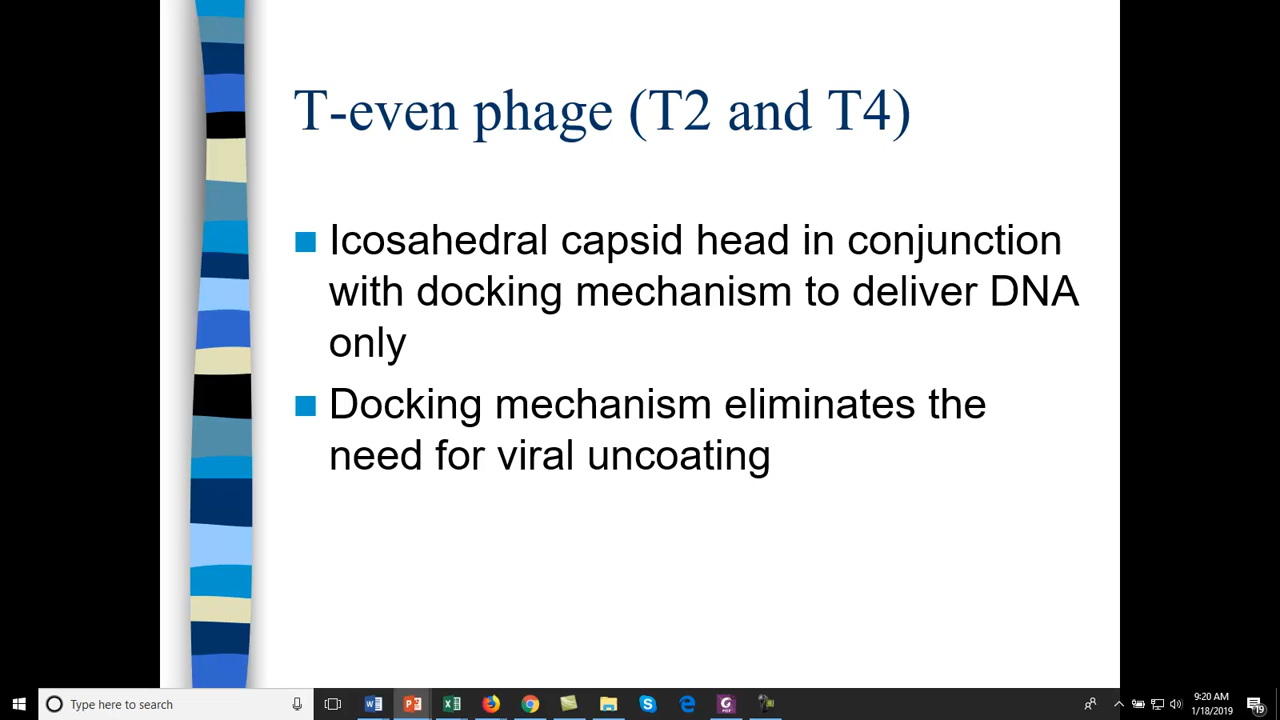 T-even phage (T2 and T4)
Icosahedral capsid head in conjunction
with docking mechanism to deliver DNA
only
Docking mechanism eliminates the
need for viral uncoating
Type here to search
9:20 AM
1/18/2019
19